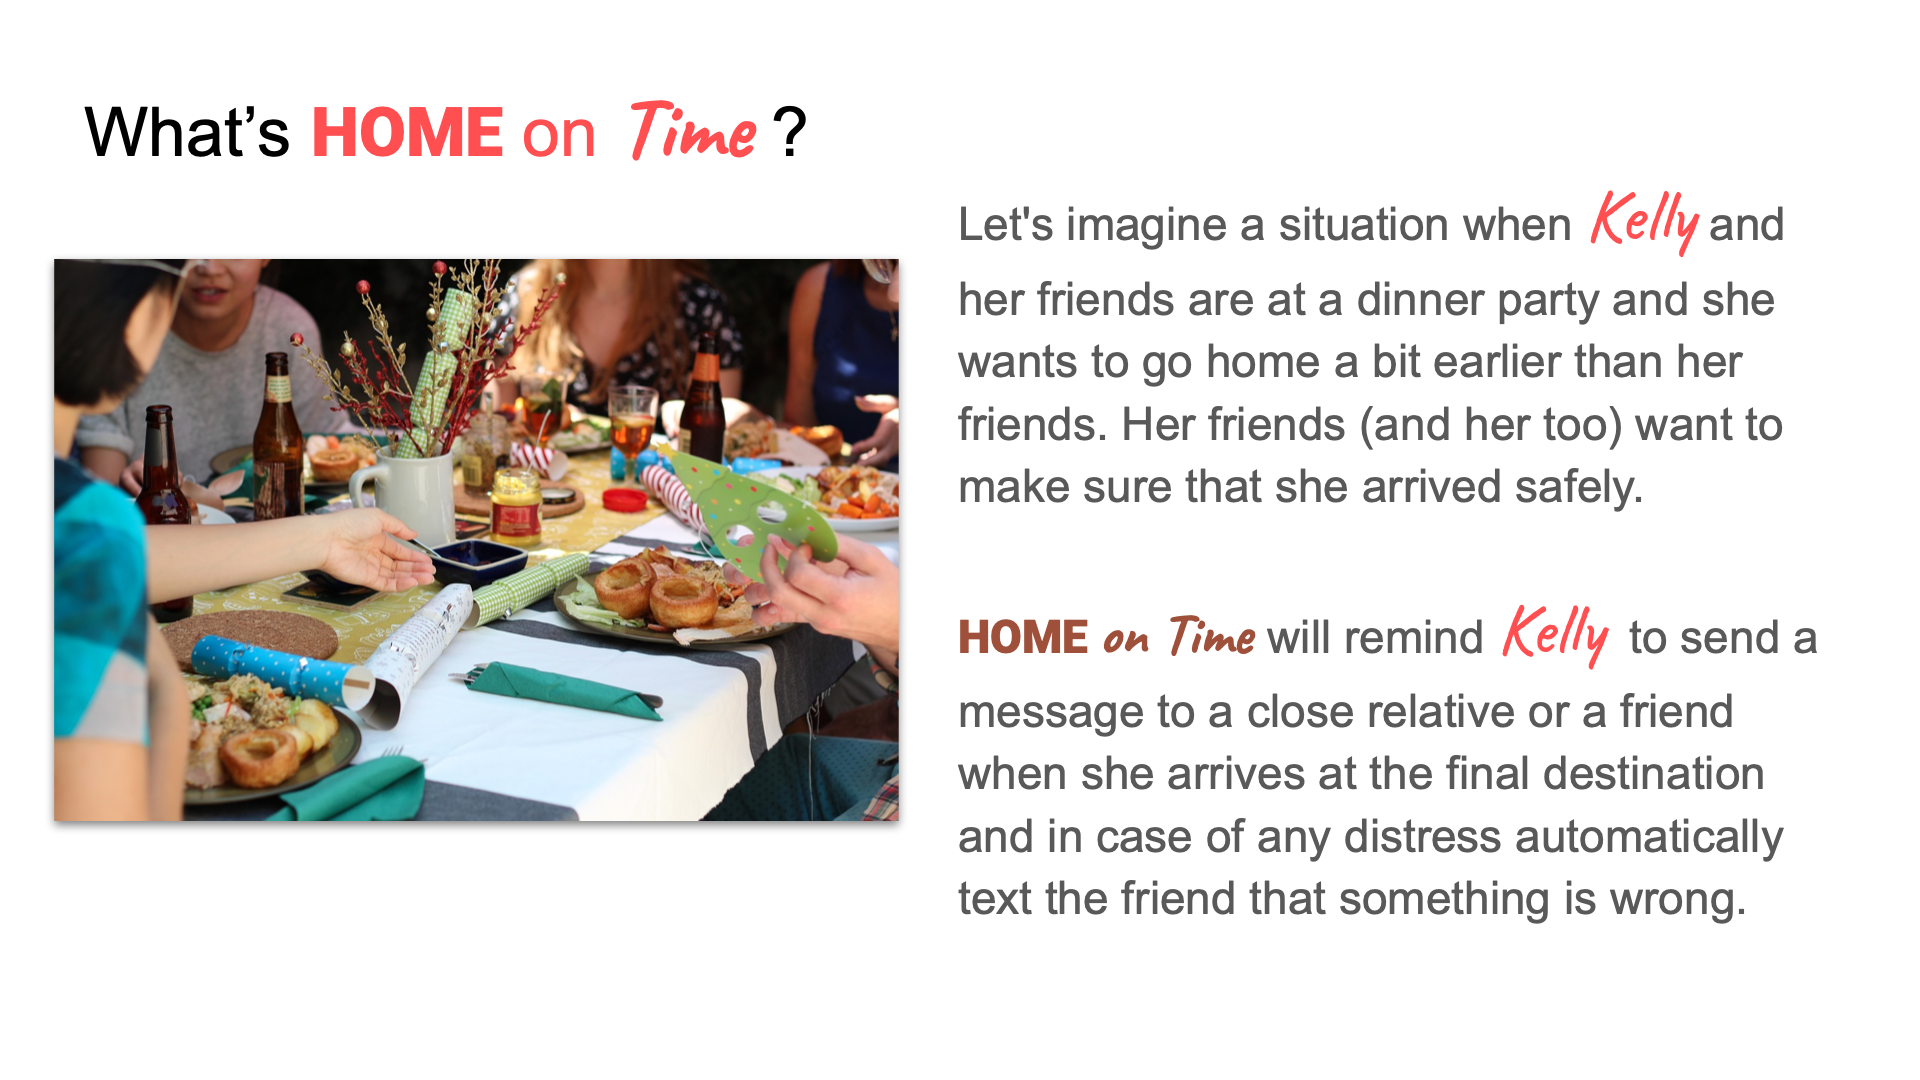 What’s HOME on Time ?
Let's imagine a situation when Kelly and
her friends are at a dinner party and she
wants to go home a bit earlier than her
friends. Her friends (and her too) want to
make sure that she arrived safely.
HOME on Time will remind Kelly to send a
message to a close relative or a friend
when she arrives at the final destination
and in case of any distress automatically
text the friend that something is wrong.